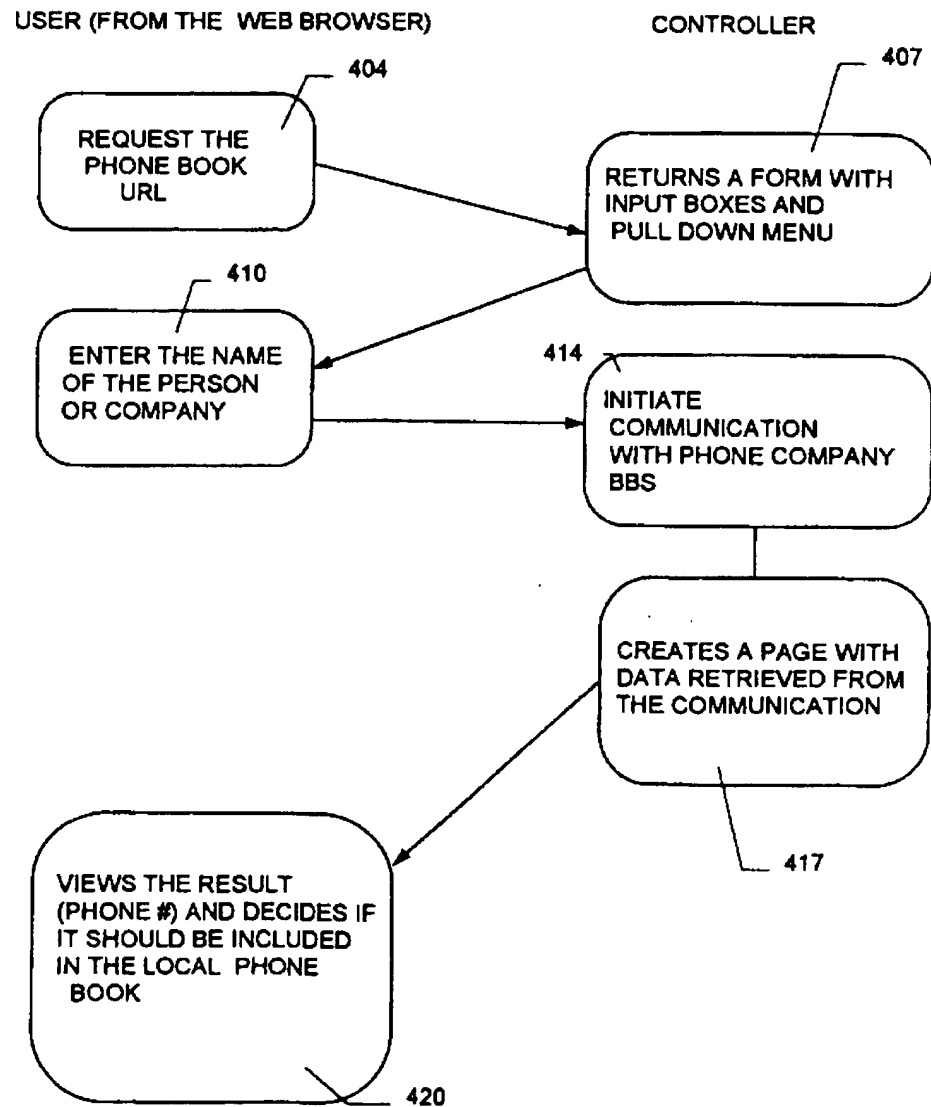 USER (FROM THE WEB BROWSER)
CONTROLLER
404
407
REQUEST THE
PHONE BOOK
URL
RETURNS A FORM WITH
INPUT BOXES AND
PULL DOWN MENU
410
ENTER THE NAME
OF THE PERSON
OR COMPANY
414
INITIATE
COMMUNICATION
WITH PHONE COMPANY
BBS
CREATES A PAGE WITH
DATA RETRIEVED FROM
THE COMMUNICATION
417
VIEWS THE RESULT
(PHONE #) AND DECIDES IF
IT SHOULD BE INCLUDED
IN THE LOCAL PHONE
BOOK
420